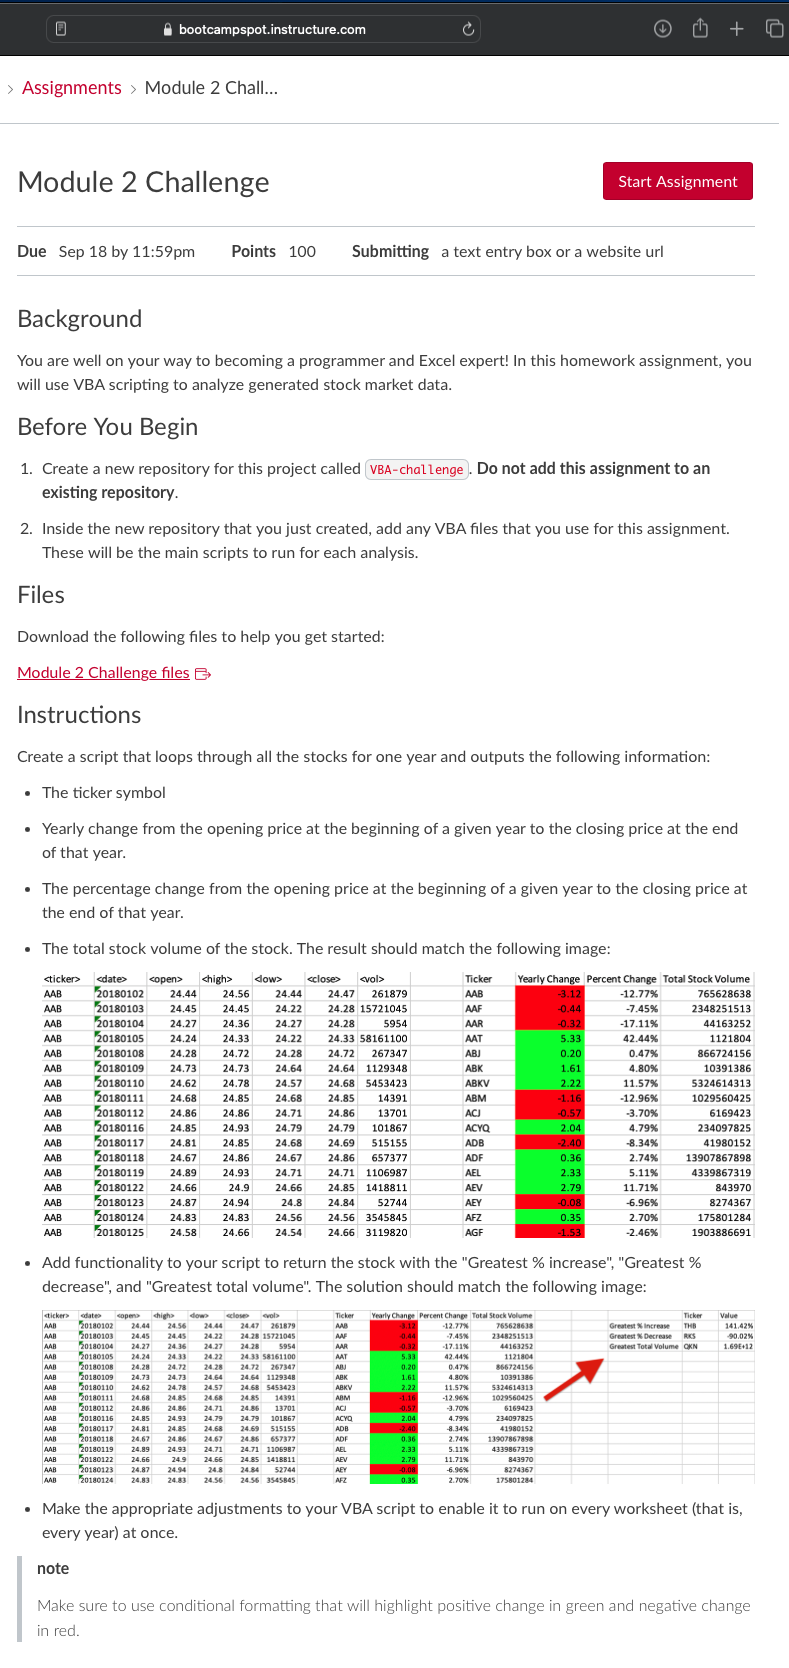 bootcampspot.instructure.com
Assignments > Module 2 Chall...
Module 2 Challenge
Start Assignment
Due Sep 18 by 11:59pm Points 100 Submitting a text entry box or a website url
Background
You are well on your way to becoming a programmer and Excel expert! In this homework assignment, you
will use VBA scripting to analyze generated stock market data.
Before You Begin
1. Create a new repository for this project called VBA-challenge. Do not add this assignment to an
existing repository.
2. Inside the new repository that you just created, add any VBA files that you use for this assignment.
These will be the main scripts to run for each analysis.
Files
Download the following files to help you get started:
Module 2 Challenge files
Instructions
Create a script that loops through all the stocks for one year and outputs the following information:
• The ticker symbol
• Yearly change from the opening price at the beginning of a given year to the closing price at the end
of that year.
• The percentage change from the opening price at the beginning of a given year to the closing price at
the end of that year.
• The total stock volume of the stock. The result should match the following image:
<ticker> <date> <open> <high> <low> <close> <vol> Ticker Yearly Change Percent Change Total Stock Volume
AAB 20180102 24.44 24.56 24.44 24.47 261879 AAB -3.12 -12.77% 765628638
AAB 20180103 24.45 24.45 24.22 24.28 15721045 AAF -0.44 -7.45% 2348251513
AAB 20180104 24.27 24.36 24.27 24.28 5954 AAR -0.32 -17.11% 44163252
AAB 20180105 24.24 24.33 24.22 24.33 58161100 AAT 5.33 42.44% 1121804
AAB 20180108 24.28 24.72 24.28 24.72 267347 ABJ 0.20 0.47% 866724156
AAB 20180109 24.73 24.73 24.64 24.64 1129348 ABK 1.61 4.80% 10391386
AAB 20180110 24.62 24.78 24.57 24.68 5453423 ABKV 2.22 11.57% 5324614313
AAB 20180111 24.68 24.85 24.68 24.85 14391 ABM -1.16 -12.96% 1029560425
AAB 20180112 24.86 24.86 24.71 24.86 13701 ACJ -0.57 -3.70% 6169423
AAB 20180116 24.85 24.93 24.79 24.79 101867 ACYQ 2.04 4.79% 234097825
AAB 20180117 24.81 24.85 24.68 24.69 515155 ADB -2.40 -8.34% 41980152
AAB 20180118 24.67 24.86 24.67 24.86 657377 ADF 0.36 2.74% 13907867898
AAB 20180119 24.89 24.93 24.71 24.71 1106987 AEL 2.33 5.11% 4339867319
AAB 20180122 24.66 24.9 24.66 24.85 1418811 AEV 2.79 11.71% 843970
AAB 20180123 24.87 24.94 24.8 24.84 52744 AEY -0.08 -6.96% 8274367
AAB 20180124 24.83 24.83 24.56 24.56 3545845 AFZ 0.35 2.70% 175801284
AAB 20180125 24.58 24.66 24.54 24.66 3119820 AGF -1.53 -2.46% 1903886691
• Add functionality to your script to return the stock with the "Greatest % increase", "Greatest %
decrease", and "Greatest total volume". The solution should match the following image:
<ticker> <date> <open> <high> <low> <close> <vol> Ticker Yearly Change Percent Change Total Stock Volume Ticker Value
AAB 20180102 24.44 24.56 24.44 24.47 261879 AAB -3.12 -12.77% 765628638 Greatest % Increase THB 141.42%
AAB 20180103 24.45 24.45 24.22 24.28 15721045 AAF -0.44 -7.45% 2348251513 Greatest % Decrease RKS -90.02%
AAB 20180104 24.27 24.36 24.27 24.28 5954 AAR -0.32 -17.11% 44163252 Greatest Total Volume QKN 1.69E+12
AAB 20180105 24.24 24.33 24.22 24.33 58161100 AAT 5.33 42.44% 1121804
AAB 20180108 24.28 24.72 24.28 24.72 267347 ABJ 0.20 0.47% 866724156
AAB 20180109 24.73 24.73 24.64 24.64 1129348 ABK 1.61 4.80% 10391386
AAB 20180110 24.62 24.78 24.57 24.68 5453423 ABKV 2.22 11.57% 5324614313
AAB 20180111 24.68 24.85 24.68 24.85 14391 ABM -1.16 -12.96% 1029560425
AAB 20180112 24.86 24.86 24.71 24.86 13701 ACJ -0.57 -3.70% 6169423
AAB 20180116 24.85 24.93 24.79 24.79 101867 ACYQ 2.04 4.79% 234097825
AAB 20180117 24.81 24.85 24.68 24.69 515155 ADB -2.40 -8.34% 41980152
AAB 20180118 24.67 24.86 24.67 24.86 657377 ADF 0.36 2.74% 13907867898
AAB 20180119 24.89 24.93 24.71 24.71 1106987 AEL 2.33 5.11% 4339867319
AAB 20180122 24.66 24.9 24.66 24.85 1418811 AEV 2.79 11.71% 843970
AAB 20180123 24.87 24.94 24.8 24.84 52744 AEY -0.08 -6.96% 8274367
AAB 20180124 24.83 24.83 24.56 24.56 3545845 AFZ 0.35 2.70% 175801284
• Make the appropriate adjustments to your VBA script to enable it to run on every worksheet (that is,
every year) at once.
note
Make sure to use conditional formatting that will highlight positive change in green and negative change
in red.